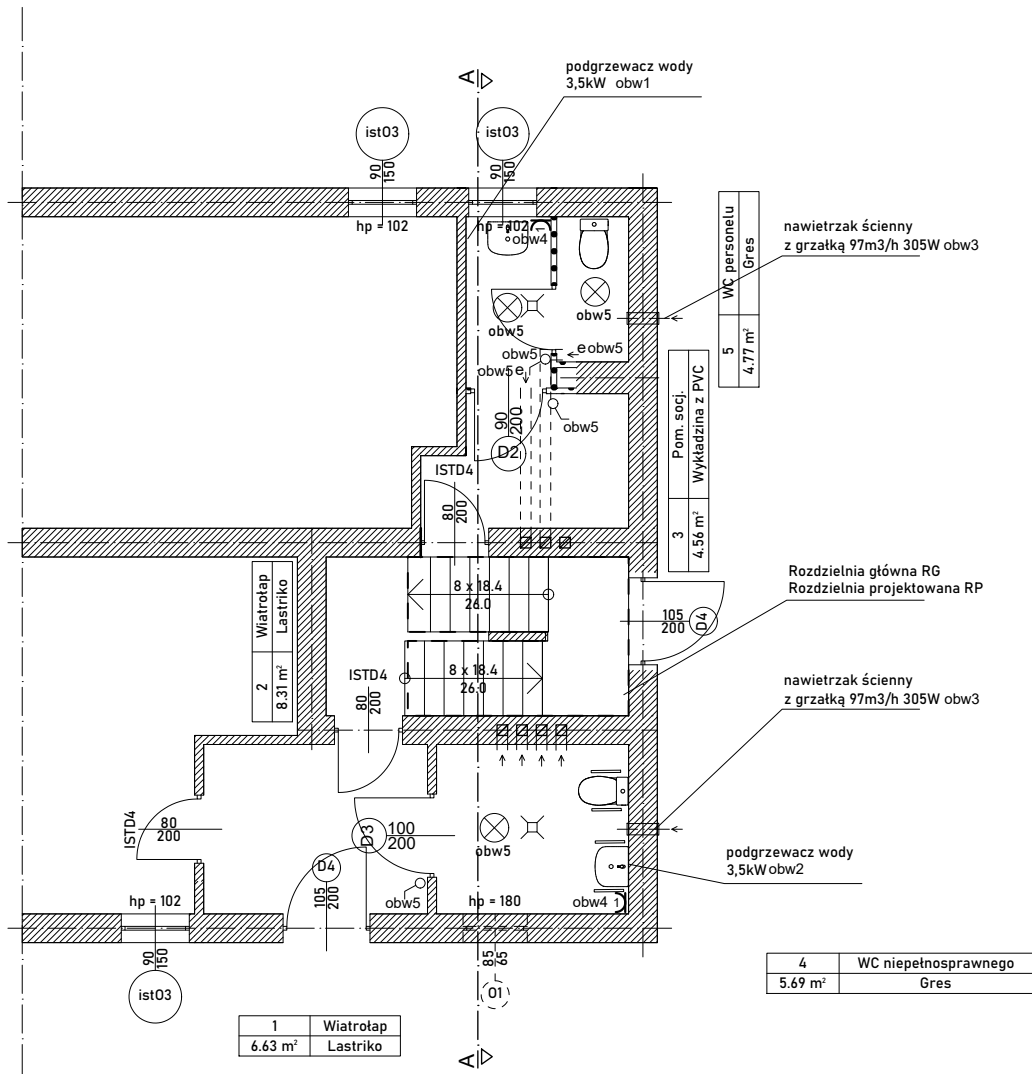 A
podgrzewacz wody
3,5kW obw1
ist03
ist03
90
150
90
150
hp = 102
hp = 102
obw4
1
nawietrzak ścienny
z grzałką 97m3/h 305W obw3
5
WC personelu
4.77 m²
Gres
obw5
obw5
obw5
e
obw5
obw5
e
obw5
90
200
D2
3
Pom. socj.
4.56 m²
Wykładzina z PVC
ISTD4
80
200
8 x 18.4
26.0
Rozdzielnia główna RG
Rozdzielnia projektowana RP
105
200
D4
2
Wiatrołap
8.31 m²
Lastriko
ISTD4
80
200
8 x 18.4
26.0
nawietrzak ścienny
z grzałką 97m3/h 305W obw3
ISTD4
80
200
D3
100
200
obw5
podgrzewacz wody
3,5kW obw2
D4
105
200
obw5
obw4
1
hp = 102
hp = 180
90
150
ist03
85
65
01
4
WC niepełnosprawnego
5.69 m²
Gres
1
Wiatrołap
6.63 m²
Lastriko
A